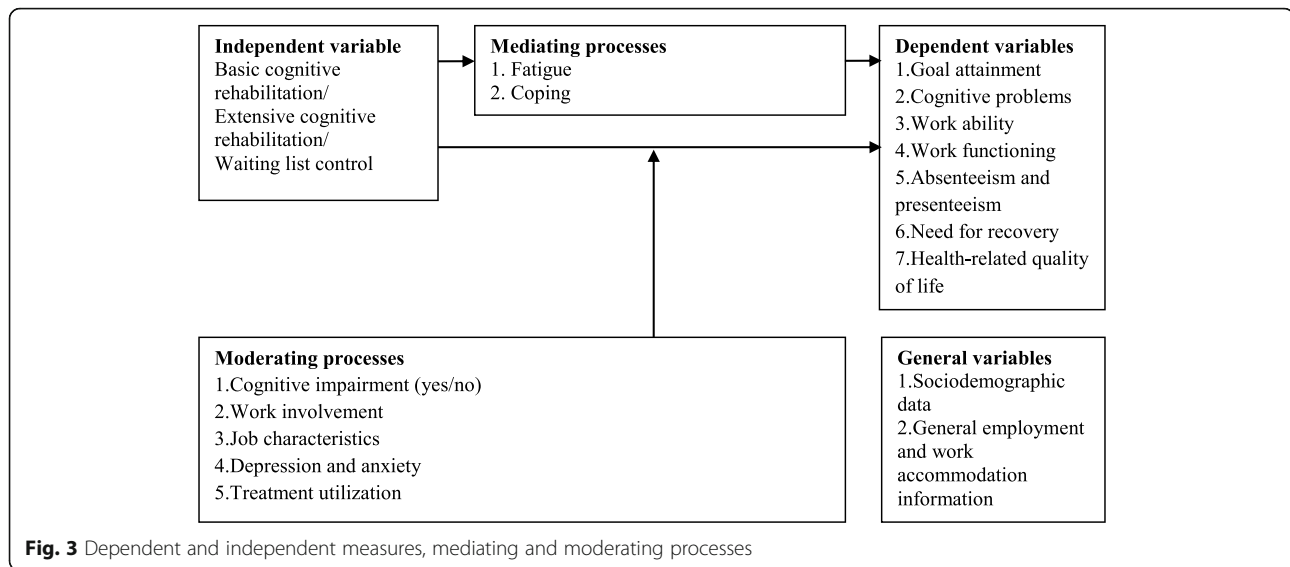 Independent variable
Basic cognitive
rehabilitation/
Extensive cognitive
rehabilitation/
Waiting list control
Mediating processes
1. Fatigue
2. Coping
Dependent variables
1.Goal attainment
2.Cognitive problems
3.Work ability
4.Work functioning
5.Absenteeism and
presenteeism
6.Need for recovery
7.Health-related quality
of life
Moderating processes
1.Cognitive impairment (yes/no)
2.Work involvement
3.Job characteristics
4.Depression and anxiety
5.Treatment utilization
General variables
1.Sociodemographic
data
2.General employment
and work
accommodation
information
Fig. 3 Dependent and independent measures, mediating and moderating processes